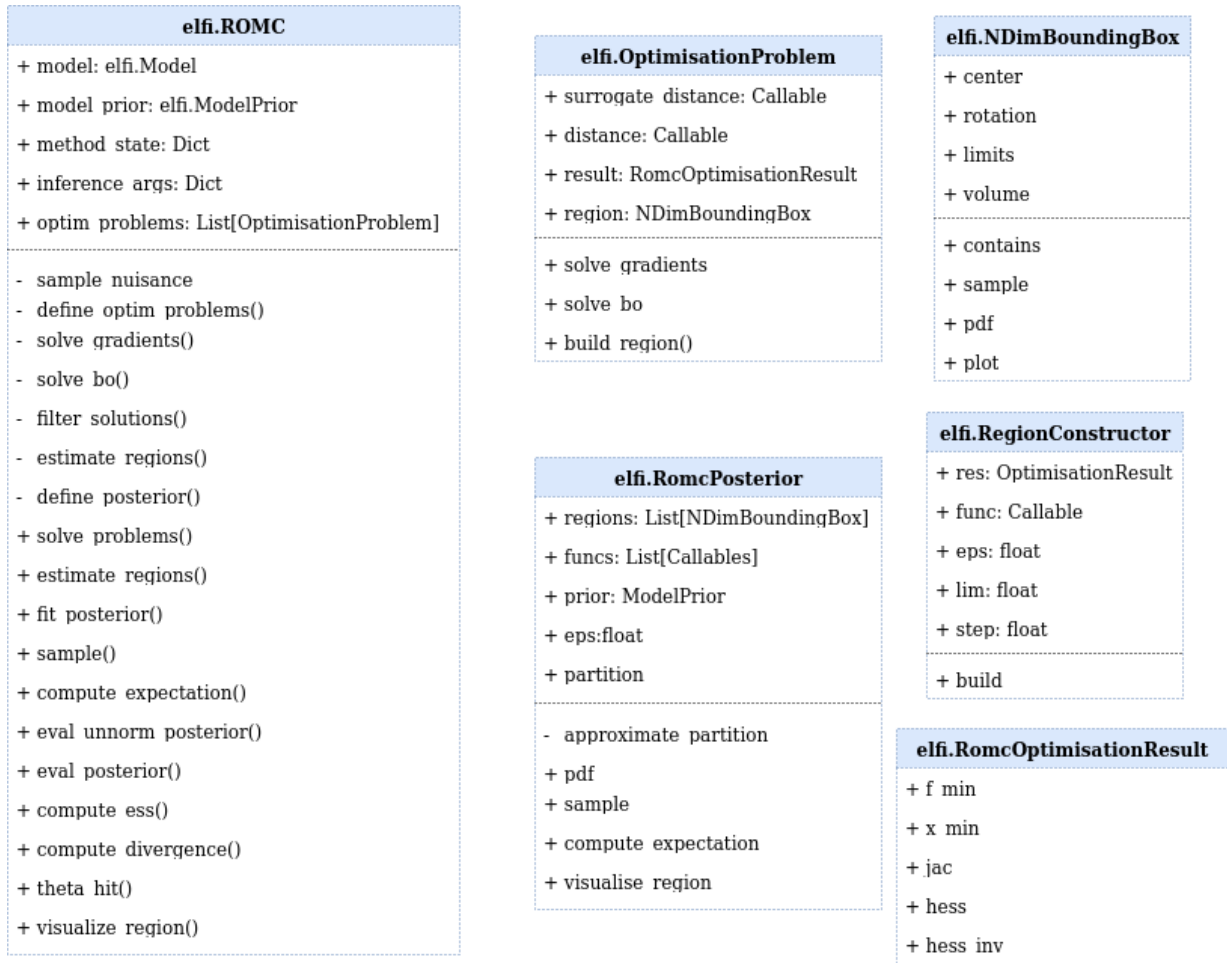 elfi.ROMC
+ model: elfi.Model
+ model prior: elfi.ModelPrior
+ method state: Dict
+ inference args: Dict
+ optim problems: List[OptimisationProblem]
- sample nuisance
- define optim problems()
- solve gradients()
- solve bo()
- filter solutions()
- estimate regions()
- define posterior()
+ solve problems()
+ estimate regions()
+ fit posterior()
+ sample()
+ compute expectation()
+ eval unnorm posterior()
+ eval posterior()
+ compute ess()
+ compute divergence()
+ theta hit()
+ visualize region()
elfi.OptimisationProblem
+ surrogate distance: Callable
+ distance: Callable
+ result: RomcOptimisationResult
+ region: NDimBoundingBox
+ solve gradients
+ solve bo
+ build region()
elfi.RomcPosterior
+ regions: List[NDimBoundingBox]
+ funcs: List[Callables]
+ prior: ModelPrior
+ eps:float
+ partition
- approximate partition
+ pdf
+ sample
+ compute expectation
+ visualise region
elfi.NDimBoundingBox
+ center
+ rotation
+ limits
+ volume
+ contains
+ sample
+ pdf
+ plot
elfi.RegionConstructor
+ res: OptimisationResult
+ func: Callable
+ eps: float
+ lim: float
+ step: float
+ build
elfi.RomcOptimisationResult
+ f min
+ x min
+ jac
+ hess
+ hess inv